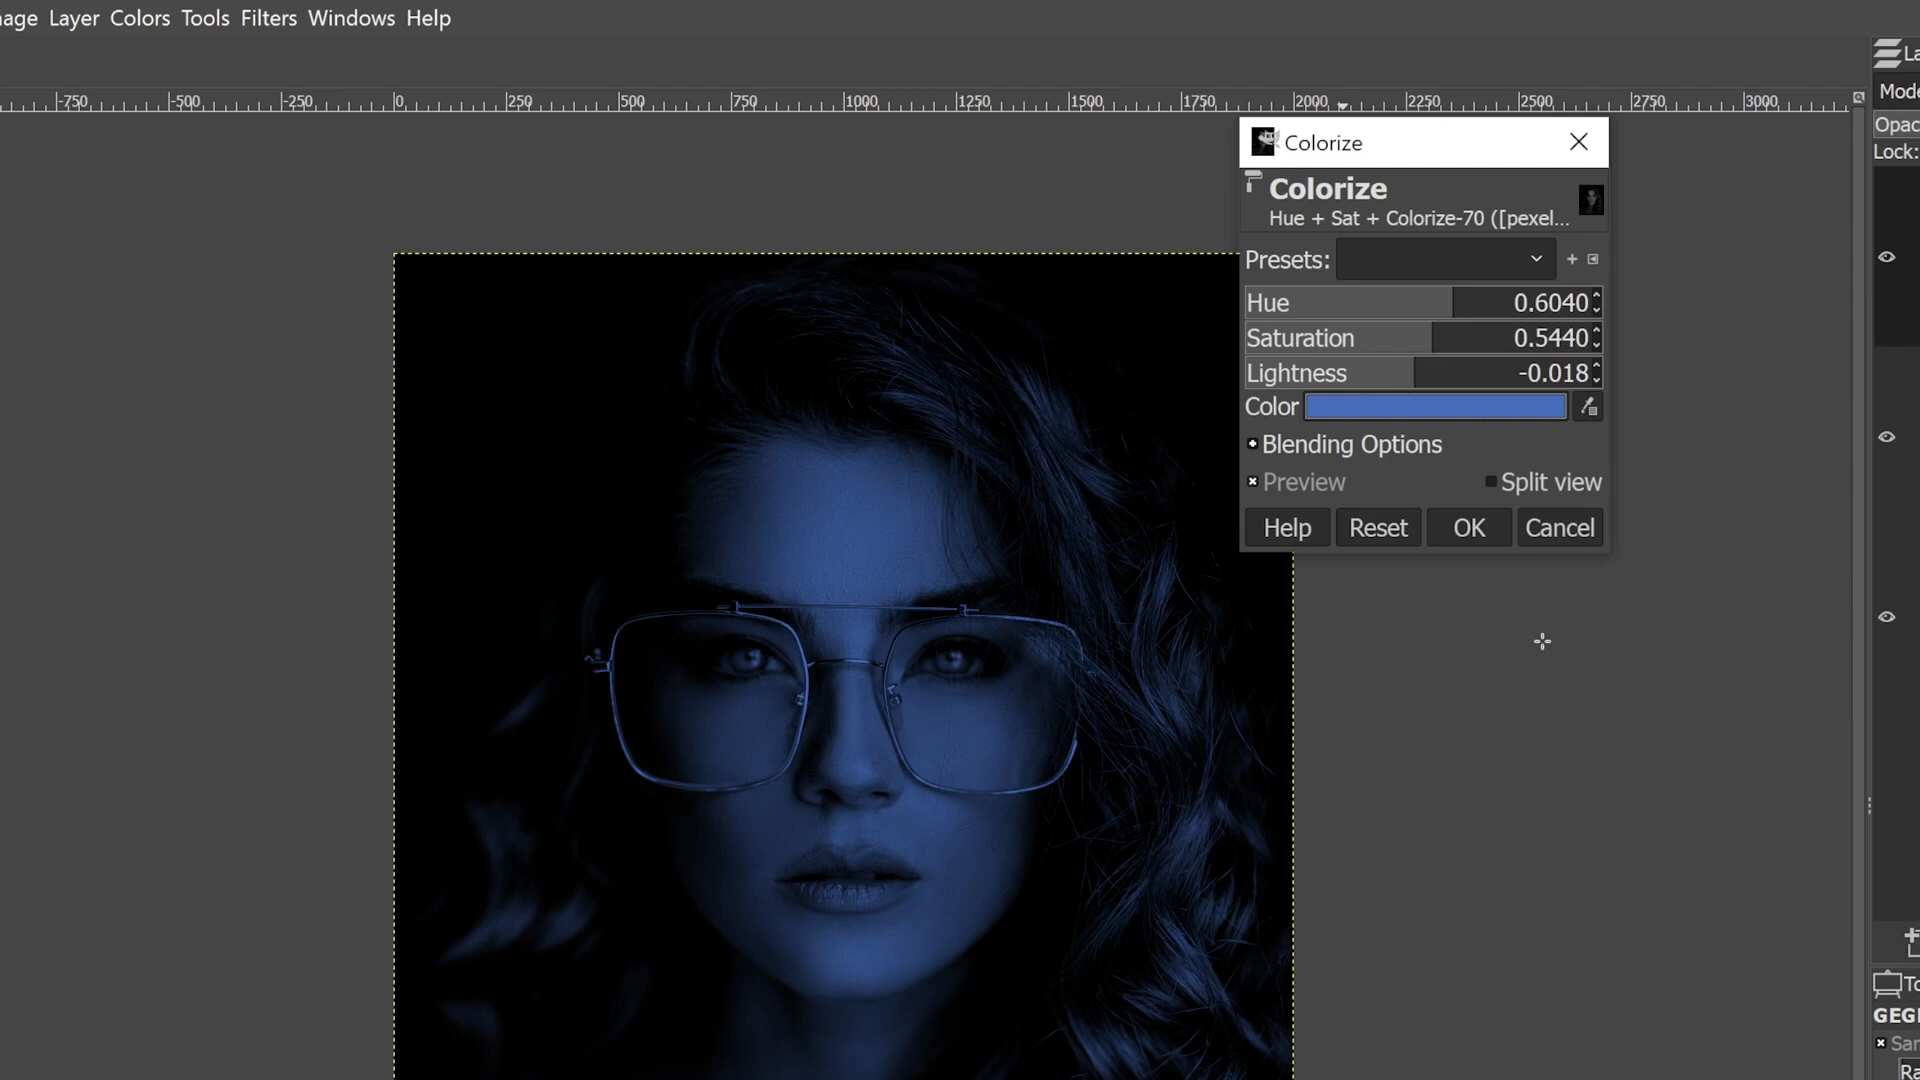 Layer Colors Tools Filters Windows Help
-750 -500 -250 0 250 500 750 1000 1250 1500 1750 2000 2250 2500 2750 3000
Colorize
Colorize
Hue + Sat + Colorize-70 ([pexel...
Presets:
Hue 0.6040
Saturation 0.5440
Lightness -0.018
Color
Blending Options
Preview Split view
Help Reset OK Cancel
Mode
Opac
Lock: